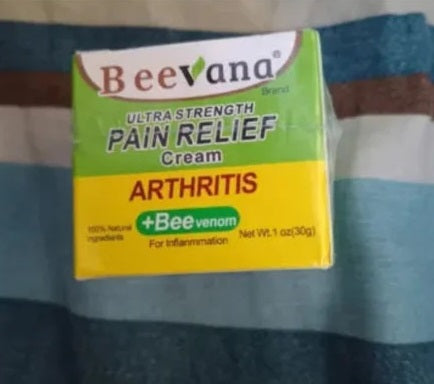 Beevana®
Brand
ULTRA STRENGTH
PAIN RELIEF
Cream
ARTHRITIS
100% Natural
ingredients
+Bee venom
For Inflanmmation
Net Wt.1 oz(30g)